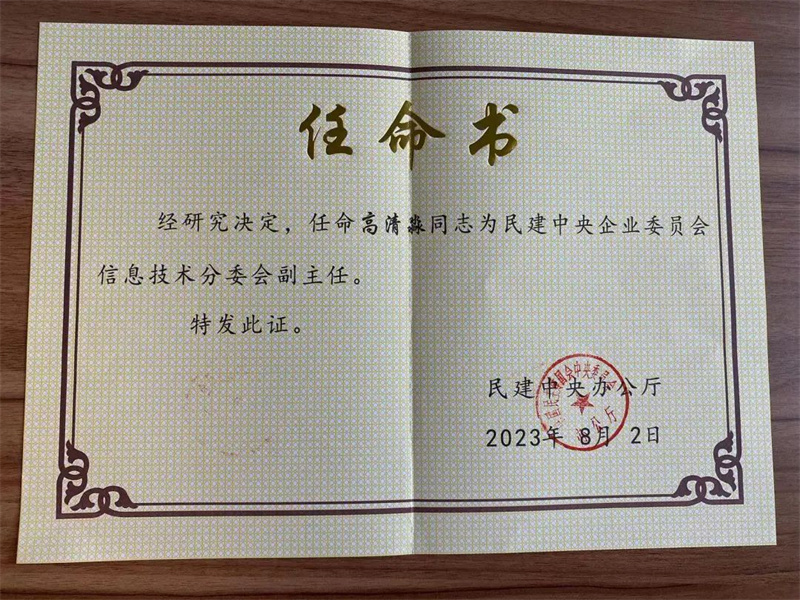 任命书
经研究决定，任命高清淼同志为民建中央企业委员会
信息技术分委会副主任。
特发此证。
民建中央办公厅
2023年 8月 2日